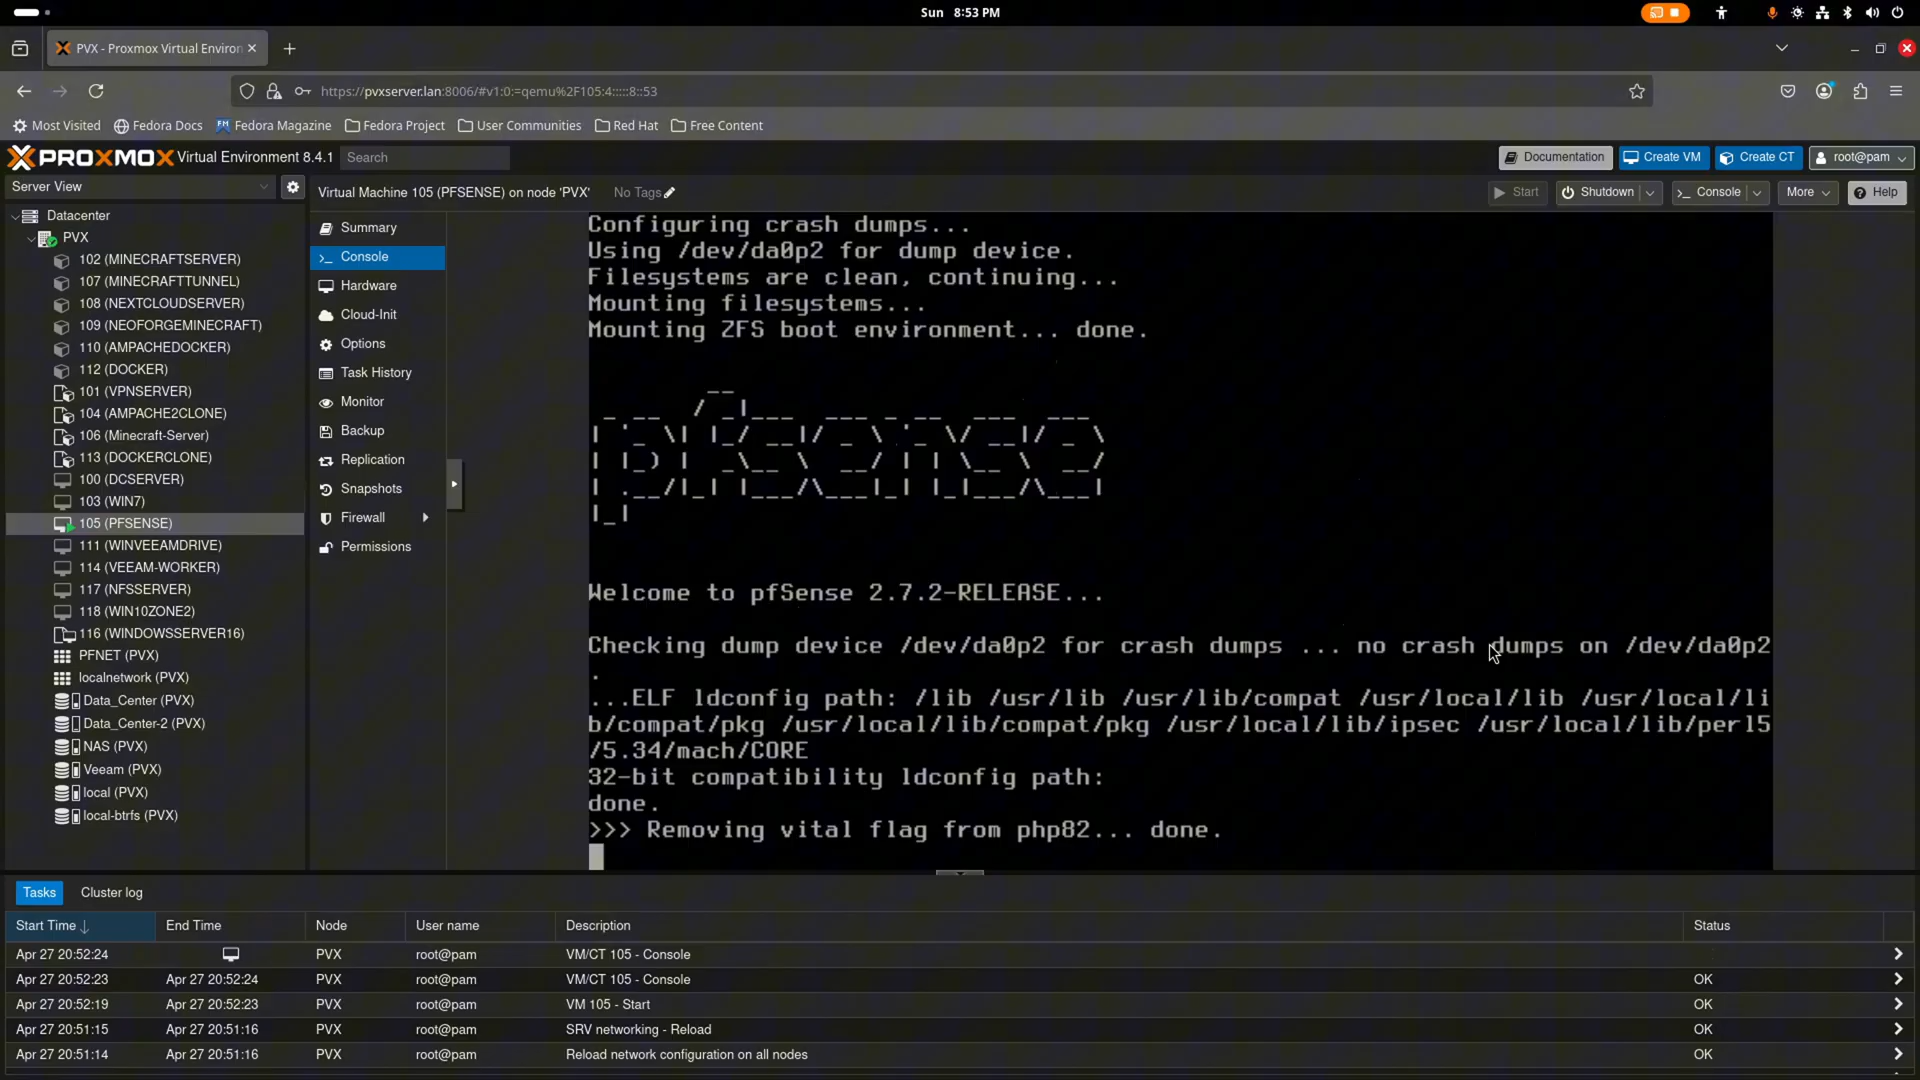 Sun 8:53 PM
PVX - Proxmox Virtual Environ
https://pvxserver.lan:8006/#v1:0:=qemu%2F105:4:::::8::53
Most Visited Fedora Docs Fedora Magazine Fedora Project User Communities Red Hat Free Content
PROXMOX Virtual Environment 8.4.1 Search Documentation Create VM Create CT root@pam
Server View Virtual Machine 105 (PFSENSE) on node 'PVX' No Tags Start Shutdown Console More Help
Datacenter
PVX
102 (MINECRAFTSERVER)
107 (MINECRAFTTUNNEL)
108 (NEXTCLOUDSERVER)
109 (NEOFORGEMINECRAFT)
110 (AMPACHEDOCKER)
112 (DOCKER)
101 (VPNSERVER)
104 (AMPACHE2CLONE)
106 (Minecraft-Server)
113 (DOCKERCLONE)
100 (DCSERVER)
103 (WIN7)
105 (PFSENSE)
111 (WINVEEAMDRIVE)
114 (VEEAM-WORKER)
117 (NFSSERVER)
118 (WIN10ZONE2)
116 (WINDOWSSERVER16)
PFNET (PVX)
localnetwork (PVX)
Data_Center (PVX)
Data_Center-2 (PVX)
NAS (PVX)
Veeam (PVX)
local (PVX)
local-btrfs (PVX)
Summary
Console
Hardware
Cloud-Init
Options
Task History
Monitor
Backup
Replication
Snapshots
Firewall
Permissions
Configuring crash dumps...
Using /dev/da0p2 for dump device.
Filesystems are clean, continuing...
Mounting filesystems...
Mounting ZFS boot environment... done.
pfsense
Welcome to pfSense 2.7.2-RELEASE...
Checking dump device /dev/da0p2 for crash dumps ... no crash dumps on /dev/da0p2
.
...ELF ldconfig path: /lib /usr/lib /usr/lib/compat /usr/local/lib /usr/local/li
b/compat/pkg /usr/local/lib/compat/pkg /usr/local/lib/ipsec /usr/local/lib/perl5
/5.34/mach/CORE
32-bit compatibility ldconfig path:
done.
>>> Removing vital flag from php82... done.
Tasks Cluster log
Start Time End Time Node User name Description Status
Apr 27 20:52:24 PVX root@pam VM/CT 105 - Console
Apr 27 20:52:23 Apr 27 20:52:24 PVX root@pam VM/CT 105 - Console OK
Apr 27 20:52:19 Apr 27 20:52:23 PVX root@pam VM 105 - Start OK
Apr 27 20:51:15 Apr 27 20:51:16 PVX root@pam SRV networking - Reload OK
Apr 27 20:51:14 Apr 27 20:51:16 PVX root@pam Reload network configuration on all nodes OK